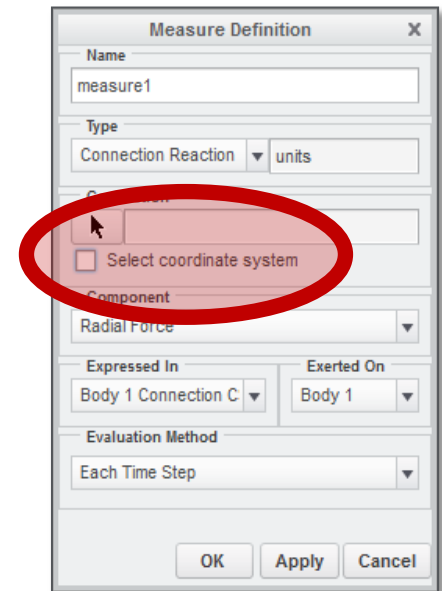 Measure Definition X
Name
measure1
Type
Connection Reaction units
Connection
Select coordinate system
Component
Radial Force
Expressed In Exerted On
Body 1 Connection C Body 1
Evaluation Method
Each Time Step
OK Apply Cancel